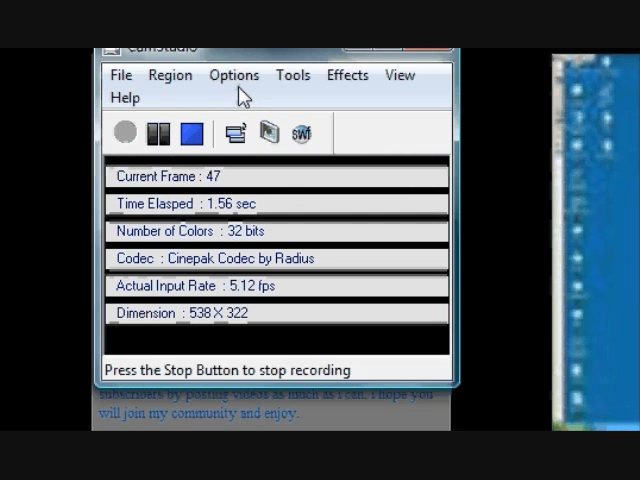 CamStudio
File Region Options Tools Effects View
Help
swf
Current Frame : 47
Time Elasped : 1.56 sec
Number of Colors : 32 bits
Codec : Cinepak Codec by Radius
Actual Input Rate : 5.12 fps
Dimension : 538 X 322
Press the Stop Button to stop recording
subscribers by posting videos as much as i can, i hope you
will join my community and enjoy.